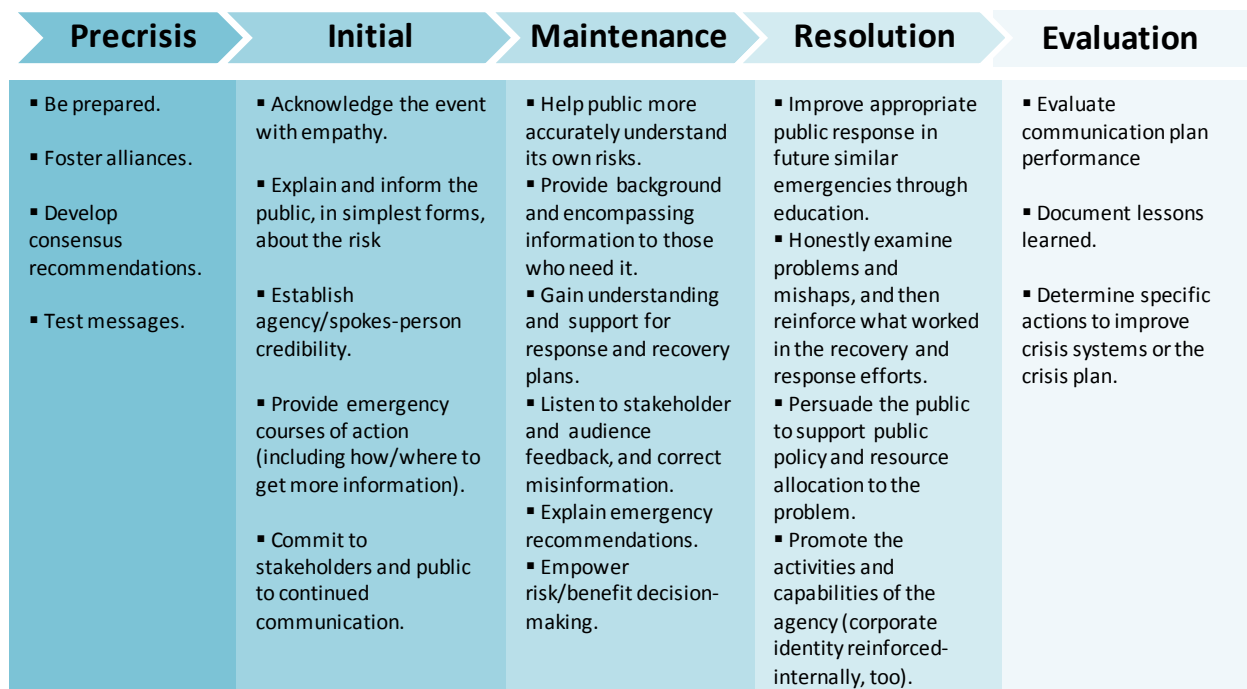 Precrisis
Initial
Maintenance
Resolution
Evaluation
▪ Be prepared.
▪ Foster alliances.
▪ Develop
consensus
recommendations.
▪ Test messages.
▪ Acknowledge the event
with empathy.
▪ Explain and inform the
public, in simplest forms,
about the risk
▪ Establish
agency/spokes-person
credibility.
▪ Provide emergency
courses of action
(including how/where to
get more information).
▪ Commit to
stakeholders and public
to continued
communication.
▪ Help public more
accurately understand
its own risks.
▪ Provide background
and encompassing
information to those
who need it.
▪ Gain understanding
and support for
response and recovery
plans.
▪ Listen to stakeholder
and audience
feedback, and correct
misinformation.
▪ Explain emergency
recommendations.
▪ Empower
risk/benefit decision-
making.
▪ Improve appropriate
public response in
future similar
emergencies through
education.
▪ Honestly examine
problems and
mishaps, and then
reinforce what worked
in the recovery and
response efforts.
▪ Persuade the public
to support public
policy and resource
allocation to the
problem.
▪ Promote the
activities and
capabilities of the
agency (corporate
identity reinforced-
internally, too).
▪ Evaluate
communication plan
performance
▪ Document lessons
learned.
▪ Determine specific
actions to improve
crisis systems or the
crisis plan.